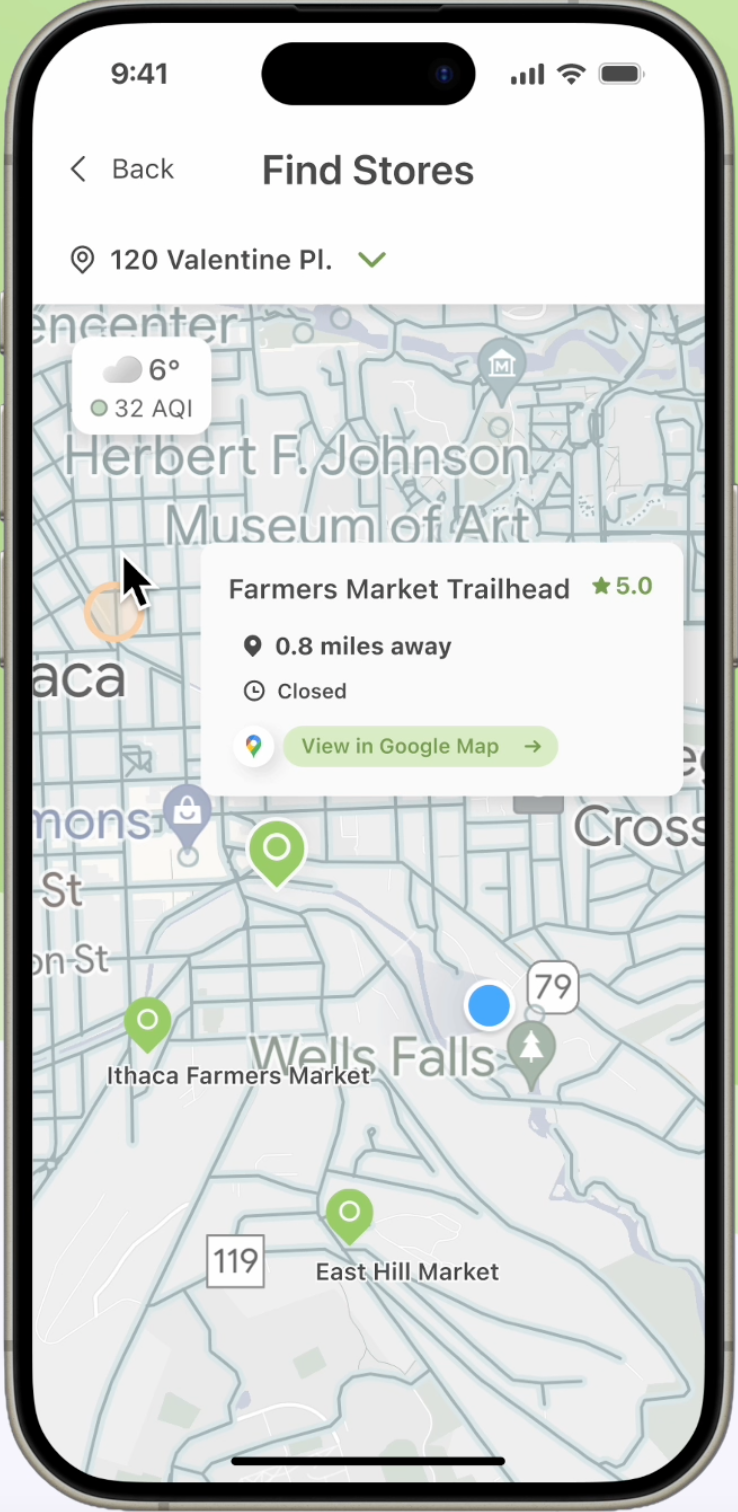 9:41
Back
Find Stores
120 Valentine Pl.
encenter
6°
32 AQI
Herbert F. Johnson
Museum of Art
Farmers Market Trailhead
5.0
0.8 miles away
aca
Closed
View in Google Map
mons
Cross
St
on St
79
Wells Falls
Ithaca Farmers Market
119
East Hill Market